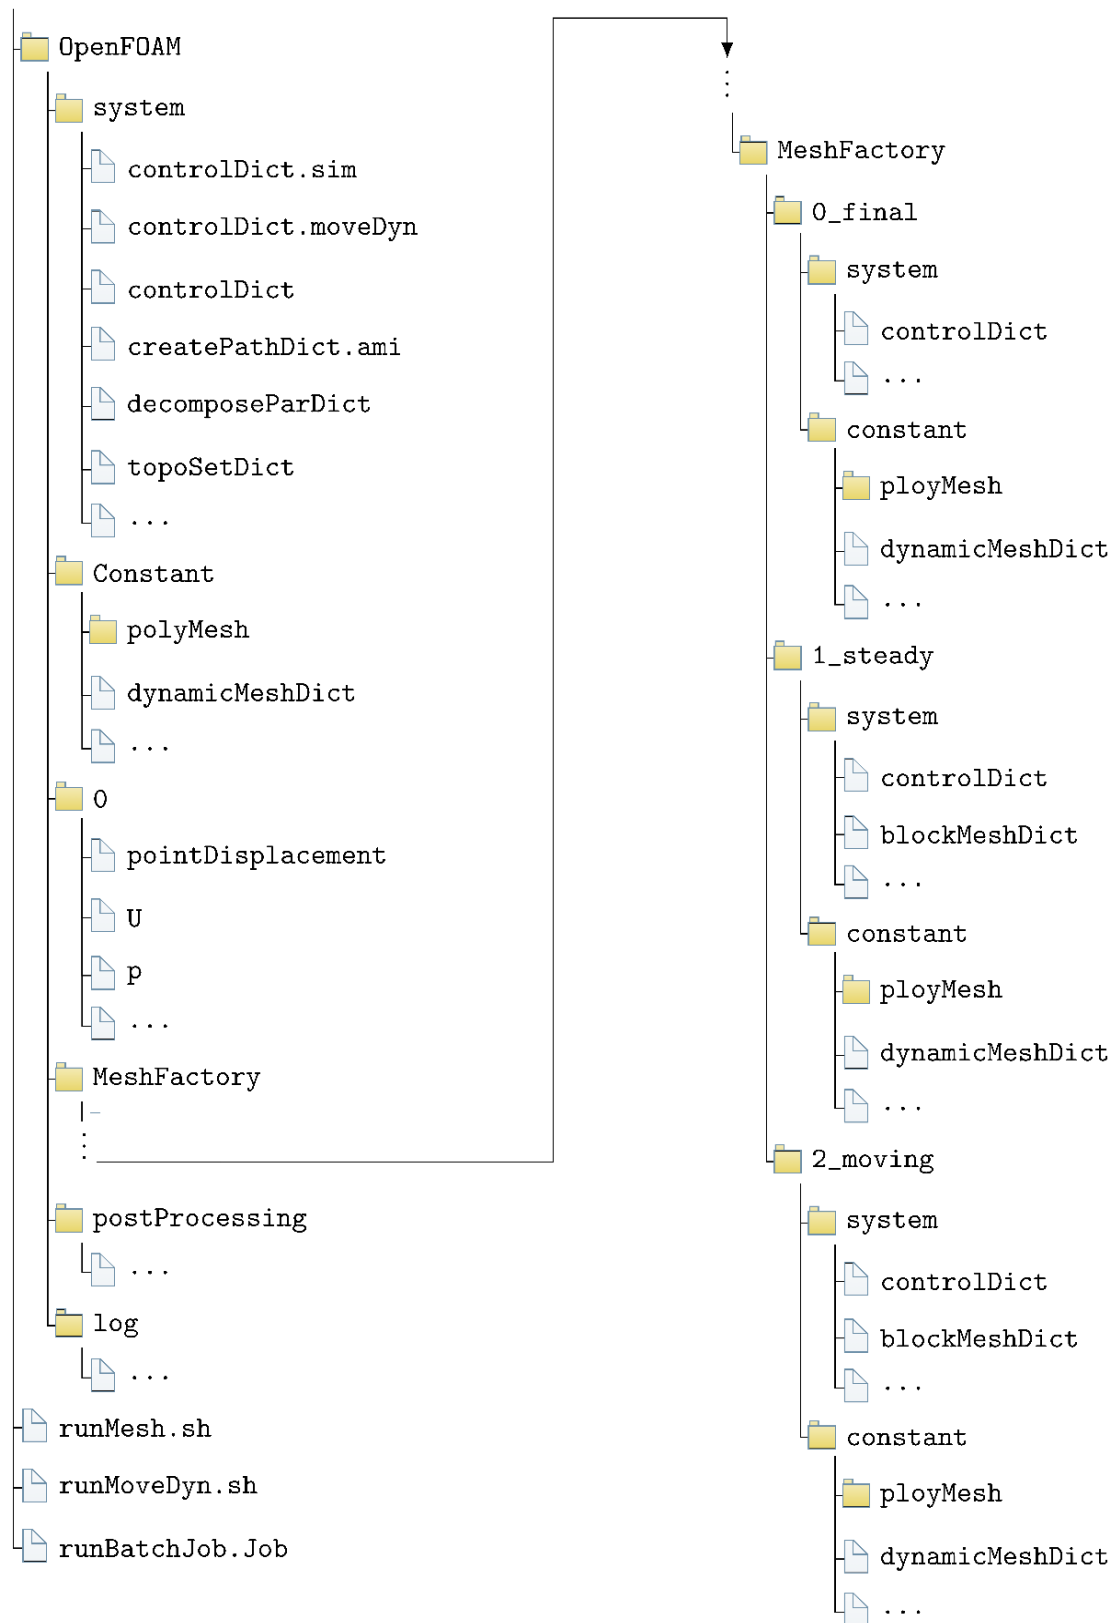 OpenFOAM
system
controlDict.sim
controlDict.moveDyn
controlDict
createPathDict.ami
decomposeParDict
topoSetDict
...
Constant
polyMesh
dynamicMeshDict
...
0
pointDisplacement
U
p
...
MeshFactory
⋮
postProcessing
...
log
...
runMesh.sh
runMoveDyn.sh
runBatchJob.Job
⋮
MeshFactory
0_final
system
controlDict
...
constant
ployMesh
dynamicMeshDict
...
1_steady
system
controlDict
blockMeshDict
...
constant
ployMesh
dynamicMeshDict
...
2_moving
system
controlDict
blockMeshDict
...
constant
ployMesh
dynamicMeshDict
...